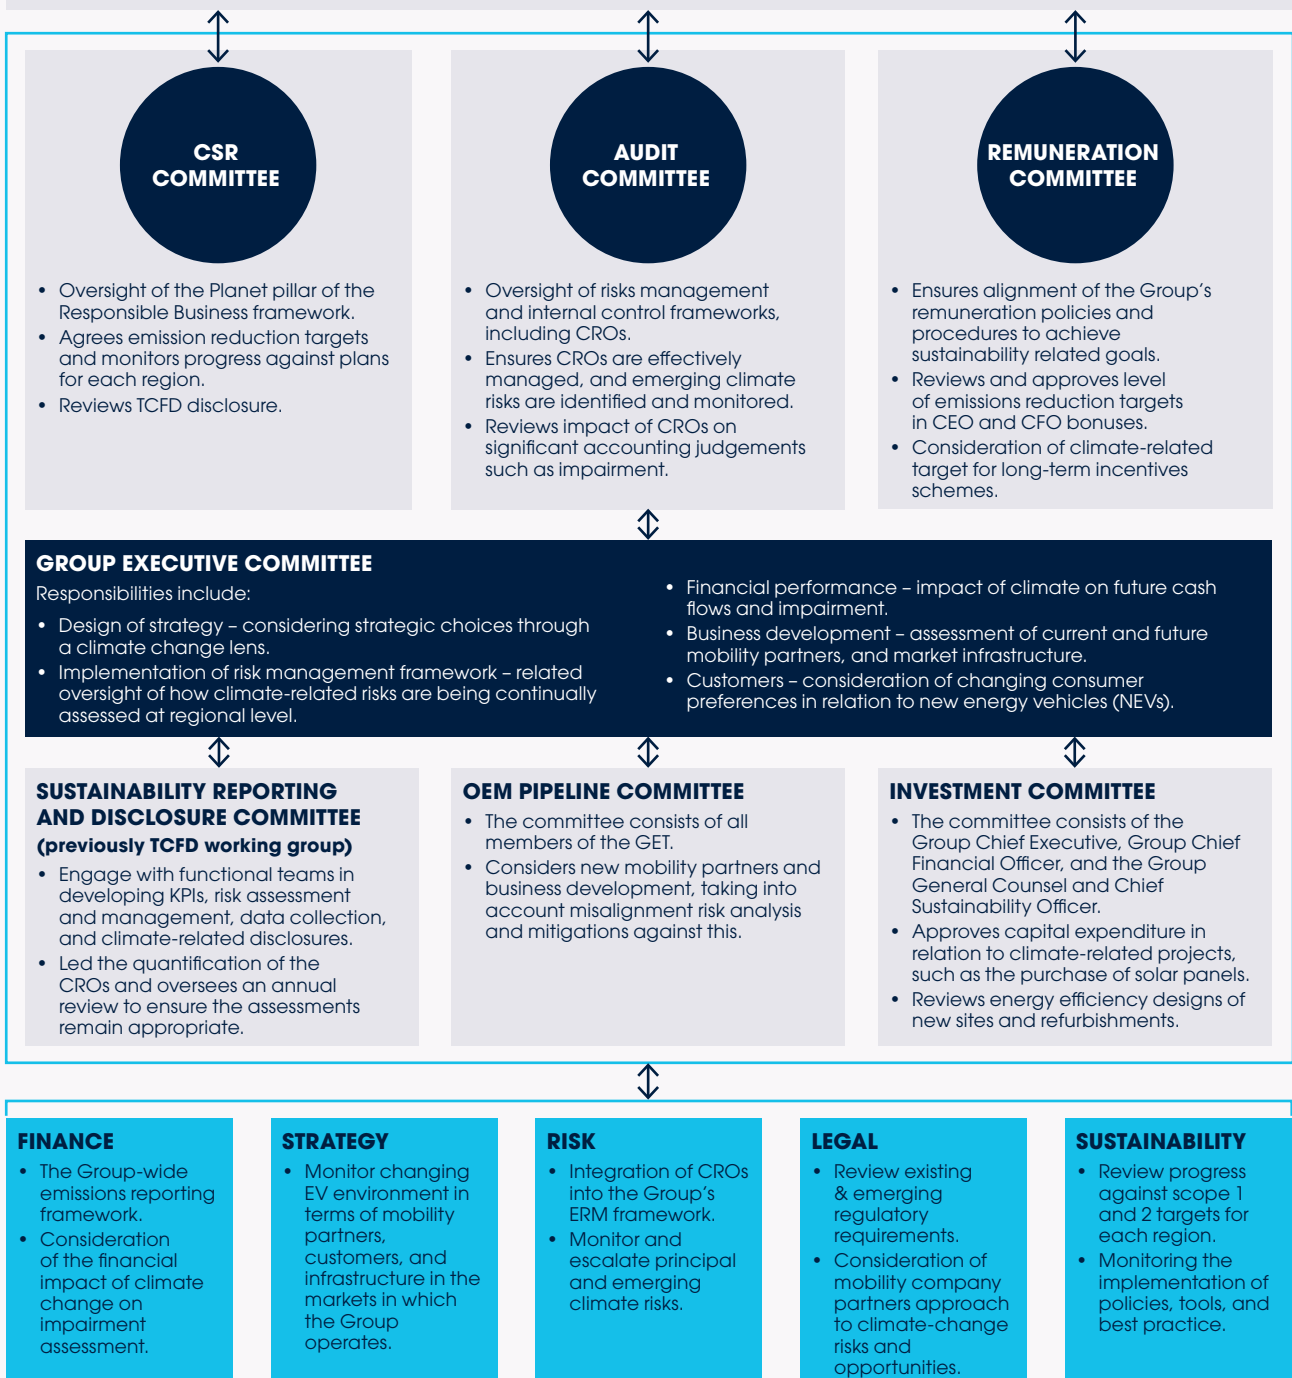 CSR
COMMITTEE
• Oversight of the Planet pillar of the
Responsible Business framework.
• Agrees emission reduction targets
and monitors progress against plans
for each region.
• Reviews TCFD disclosure.
AUDIT
COMMITTEE
• Oversight of risks management
and internal control frameworks,
including CROs.
• Ensures CROs are effectively
managed, and emerging climate
risks are identified and monitored.
• Reviews impact of CROs on
significant accounting judgements
such as impairment.
REMUNERATION
COMMITTEE
• Ensures alignment of the Group's
remuneration policies and
procedures to achieve
sustainability related goals.
• Reviews and approves level
of emissions reduction targets
in CEO and CFO bonuses.
• Consideration of climate-related
target for long-term incentives
schemes.
GROUP EXECUTIVE COMMITTEE
Responsibilities include:
• Design of strategy – considering strategic choices through
a climate change lens.
• Implementation of risk management framework – related
oversight of how climate-related risks are being continually
assessed at regional level.
• Financial performance – impact of climate on future cash
flows and impairment.
• Business development – assessment of current and future
mobility partners, and market infrastructure.
• Customers – consideration of changing consumer
preferences in relation to new energy vehicles (NEVs).
SUSTAINABILITY REPORTING
AND DISCLOSURE COMMITTEE
(previously TCFD working group)
• Engage with functional teams in
developing KPIs, risk assessment
and management, data collection,
and climate-related disclosures.
• Led the quantification of the
CROs and oversees an annual
review to ensure the assessments
remain appropriate.
OEM PIPELINE COMMITTEE
• The committee consists of all
members of the GET.
• Considers new mobility partners and
business development, taking into
account misalignment risk analysis
and mitigations against this.
INVESTMENT COMMITTEE
• The committee consists of the
Group Chief Executive, Group Chief
Financial Officer, and the Group
General Counsel and Chief
Sustainability Officer.
• Approves capital expenditure in
relation to climate-related projects,
such as the purchase of solar panels.
• Reviews energy efficiency designs of
new sites and refurbishments.
FINANCE
• The Group-wide
emissions reporting
framework.
• Consideration
of the financial
impact of climate
change on
impairment
assessment.
STRATEGY
• Monitor changing
EV environment in
terms of mobility
partners,
customers, and
infrastructure in the
markets in which
the Group
operates.
RISK
• Integration of CROs
into the Group's
ERM framework.
• Monitor and
escalate principal
and emerging
climate risks.
LEGAL
• Review existing
& emerging
regulatory
requirements.
• Consideration of
mobility company
partners approach
to climate-change
risks and
opportunities.
SUSTAINABILITY
• Review progress
against scope 1
and 2 targets for
each region.
• Monitoring the
implementation of
policies, tools, and
best practice.